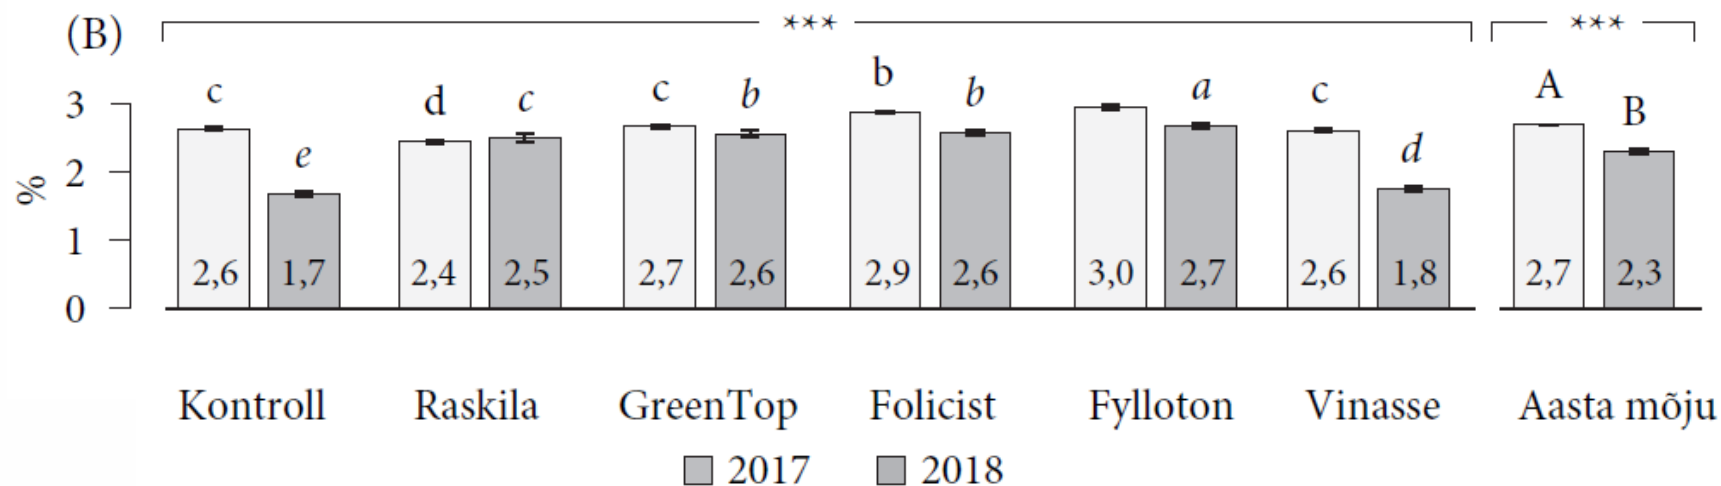 (B) *** ***
c e d c c b b b a c d A B
3
2
1
0
%
2,6 1,7 2,4 2,5 2,7 2,6 2,9 2,6 3,0 2,7 2,6 1,8 2,7 2,3
Kontroll Raskila GreenTop Folicist Fylloton Vinasse Aasta mõju
2017 2018